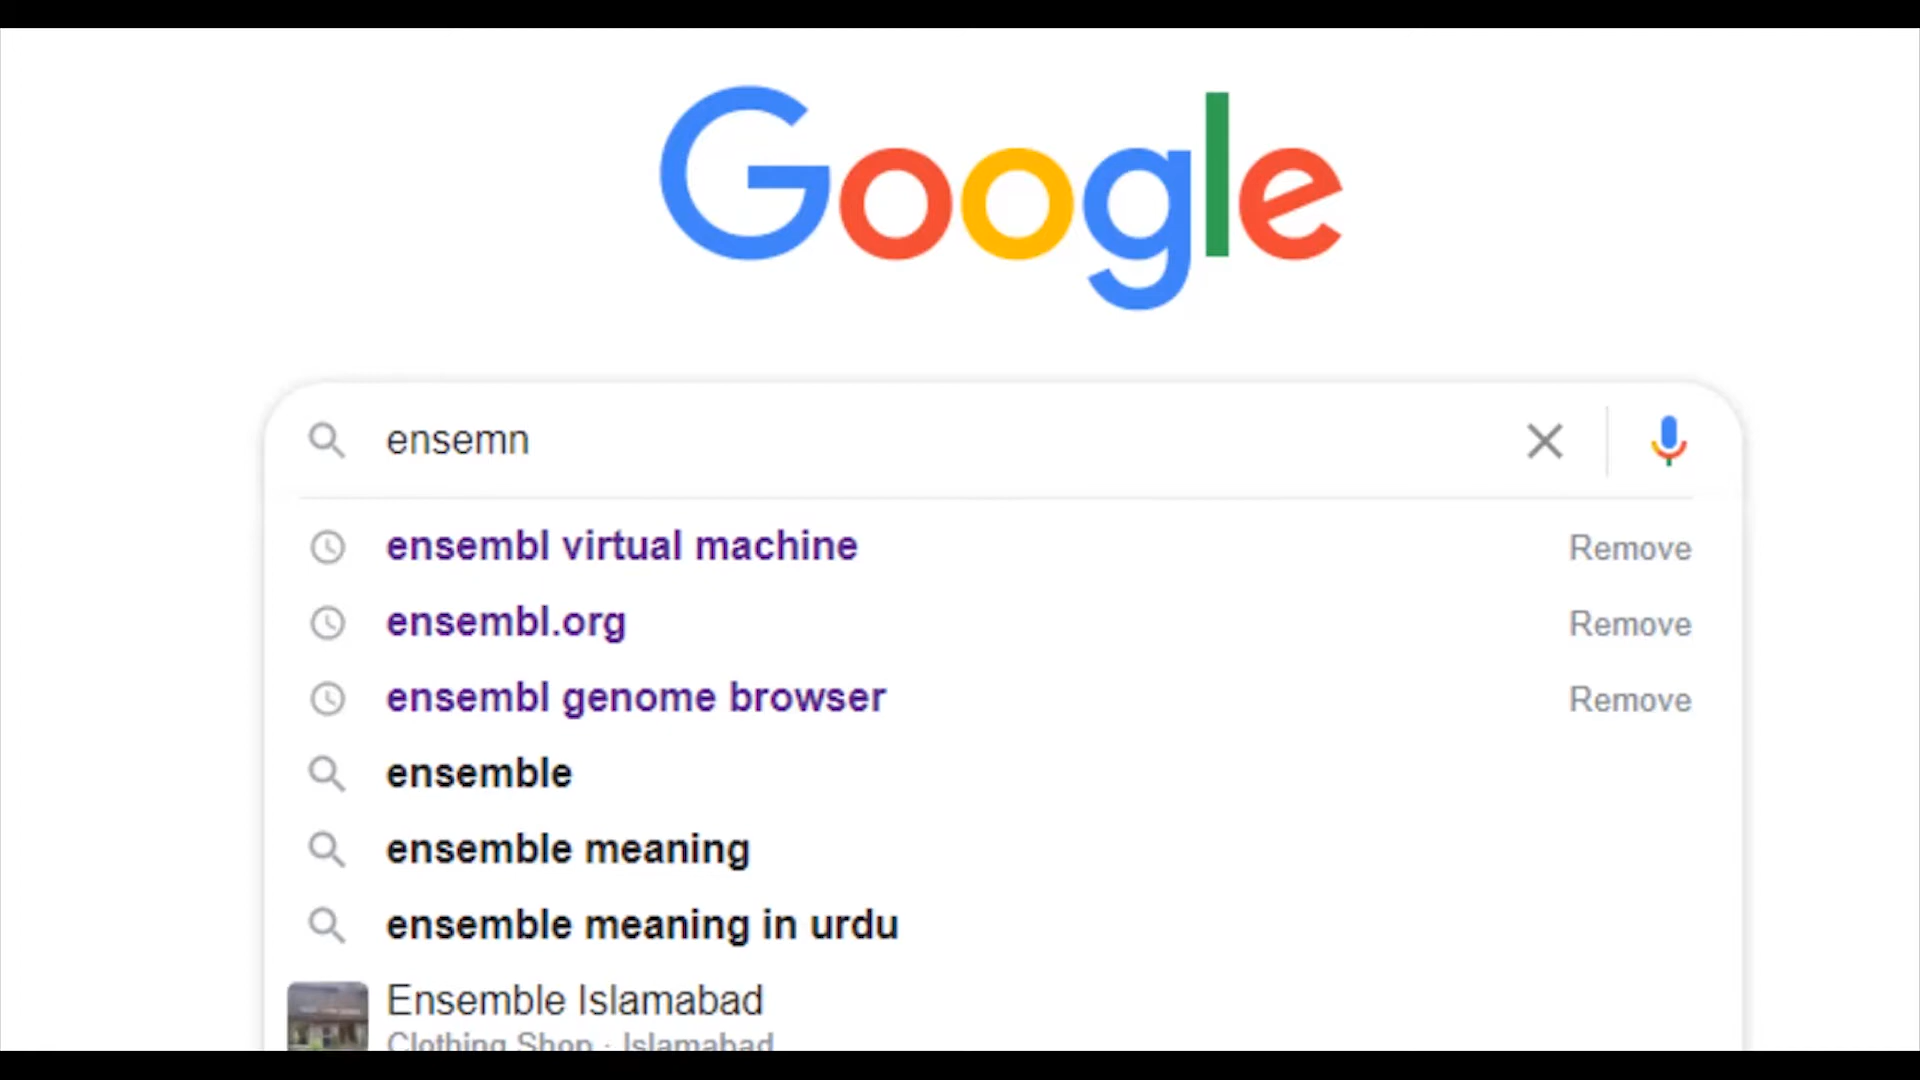 Google
ensemn
ensembl virtual machine Remove
ensembl.org Remove
ensembl genome browser Remove
ensemble
ensemble meaning
ensemble meaning in urdu
Ensemble Islamabad
Clothing Shop · Islamabad